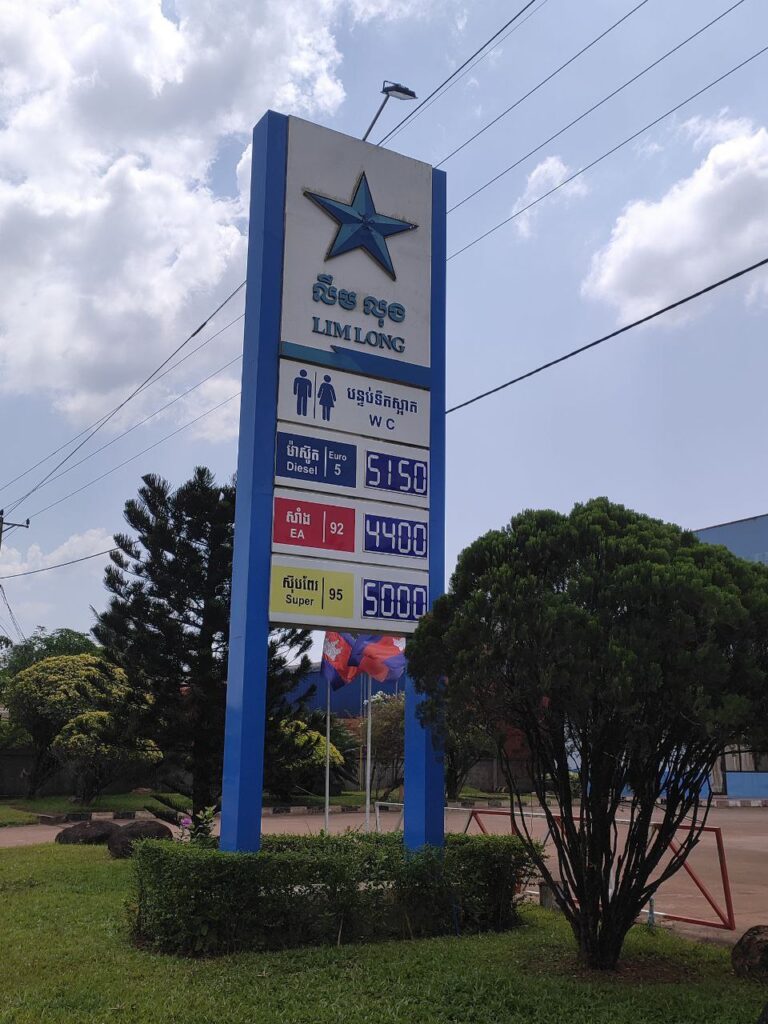 លឹម ឡុង
LIM LONG
បន្ទប់ទឹកស្អាត
WC
ម៉ាស៊ូត Euro
Diesel 5
5150
សាំង 92
EA
4400
ស៊ុបពែរ 95
Super
5000